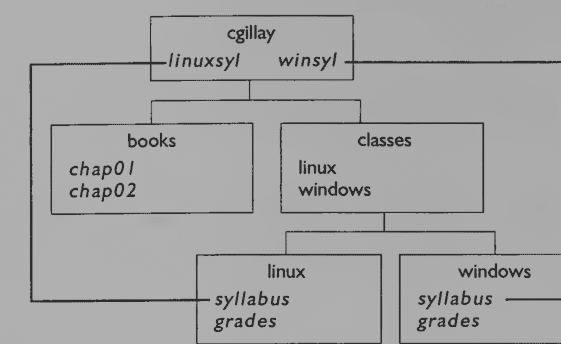 cgillay
linuxsyl winsyl
books
chap01
chap02
classes
linux
windows
linux
syllabus
grades
windows
syllabus
grades